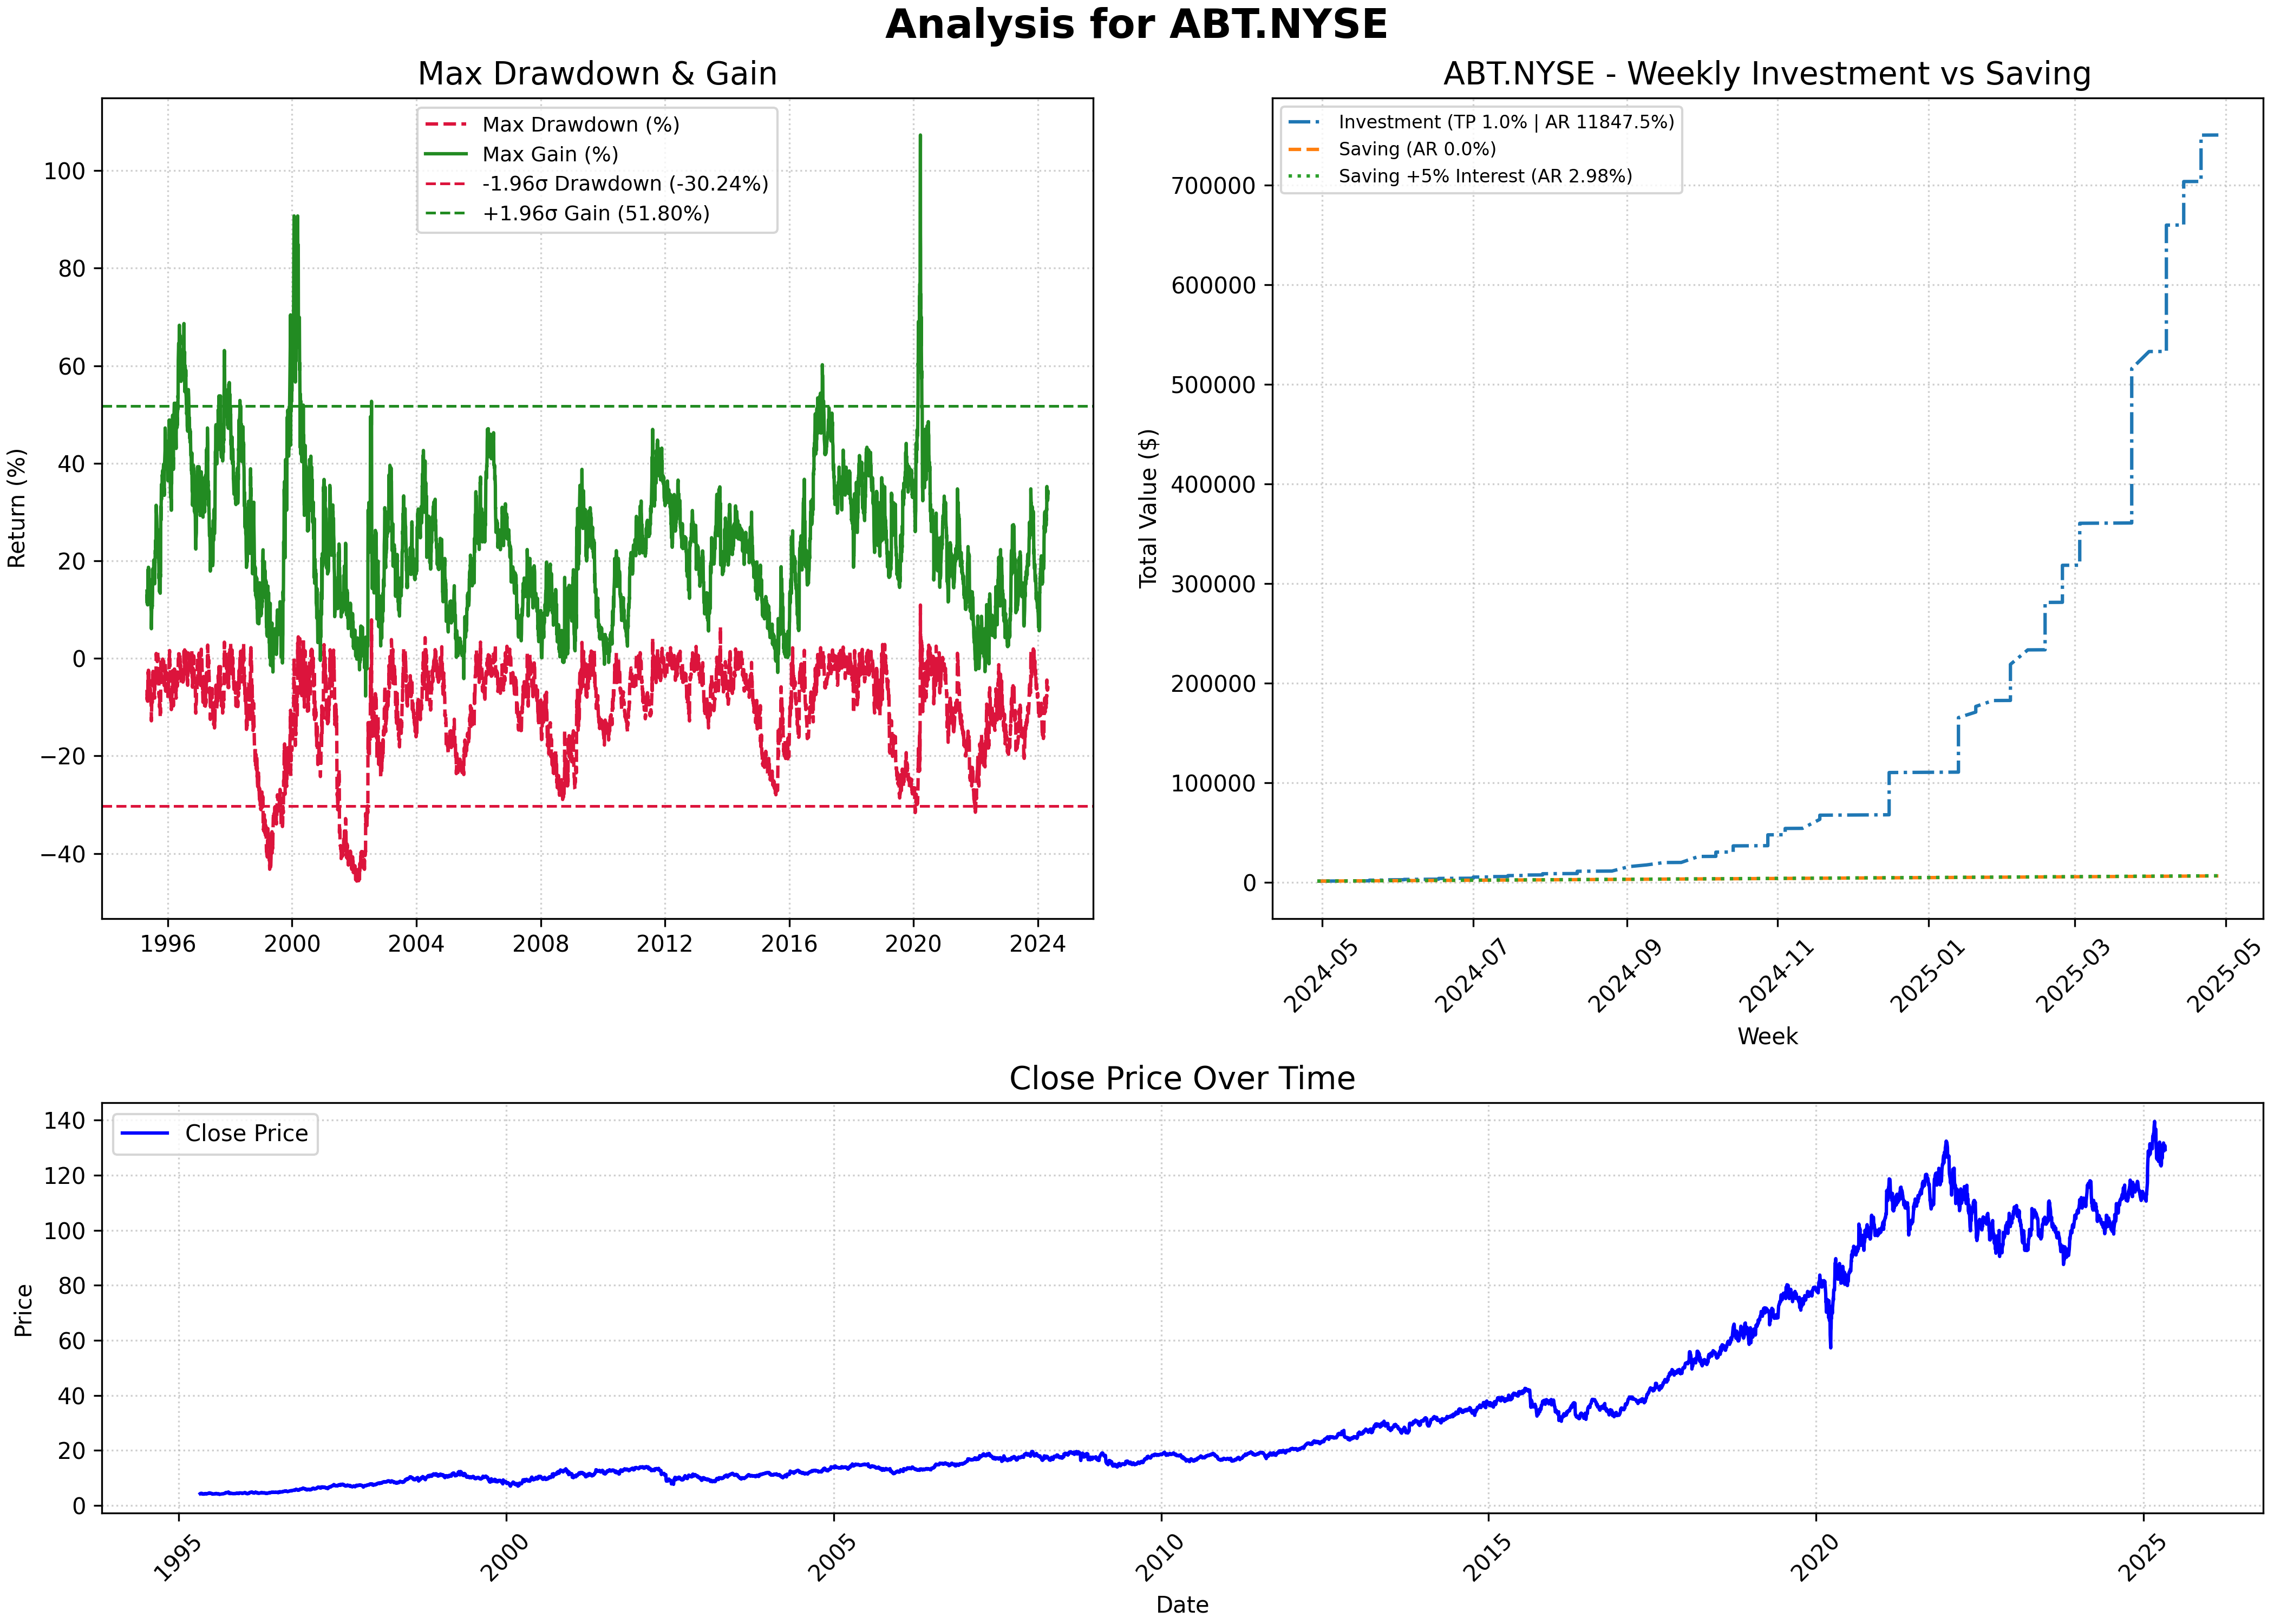 Analysis for ABT.NYSE
Max Drawdown & Gain
Max Drawdown (%)
Max Gain (%)
-1.96σ Drawdown (-30.24%)
+1.96σ Gain (51.80%)
Return (%)
100
80
60
40
20
0
−20
−40
1996
2000
2004
2008
2012
2016
2020
2024
ABT.NYSE - Weekly Investment vs Saving
Investment (TP 1.0% | AR 11847.5%)
Saving (AR 0.0%)
Saving +5% Interest (AR 2.98%)
Total Value ($)
700000
600000
500000
400000
300000
200000
100000
0
2024-05
2024-07
2024-09
2024-11
2025-01
2025-03
2025-05
Week
Close Price Over Time
Close Price
Price
140
120
100
80
60
40
20
0
1995
2000
2005
2010
2015
2020
2025
Date